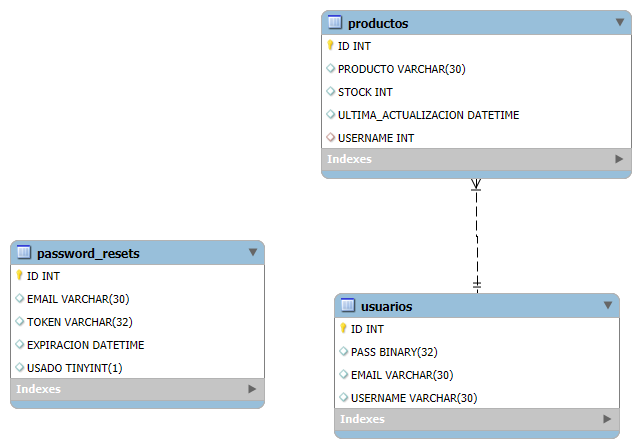 productos
ID INT
PRODUCTO VARCHAR(30)
STOCK INT
ULTIMA_ACTUALIZACION DATETIME
USERNAME INT
Indexes
password_resets
ID INT
EMAIL VARCHAR(30)
TOKEN VARCHAR(32)
EXPIRACION DATETIME
USADO TINYINT(1)
Indexes
usuarios
ID INT
PASS BINARY(32)
EMAIL VARCHAR(30)
USERNAME VARCHAR(30)
Indexes